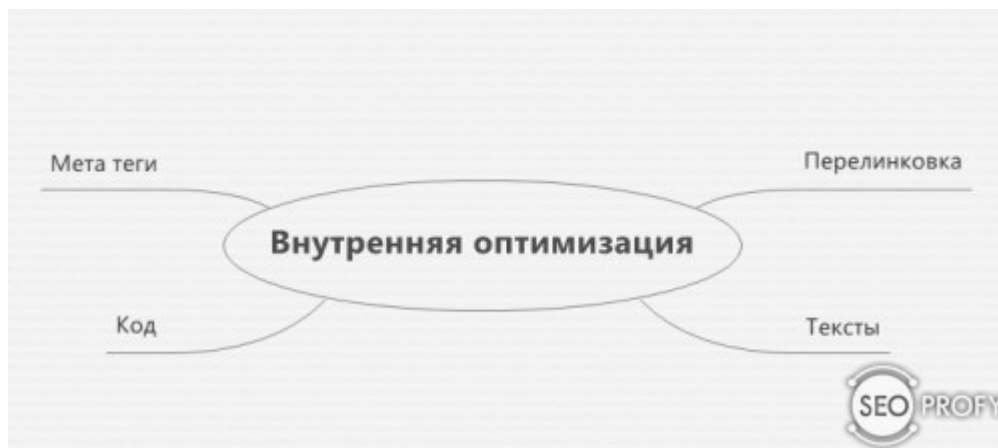 Мета теги
Перелинковка
Внутренняя оптимизация
Код
Тексты
SEO PROFY